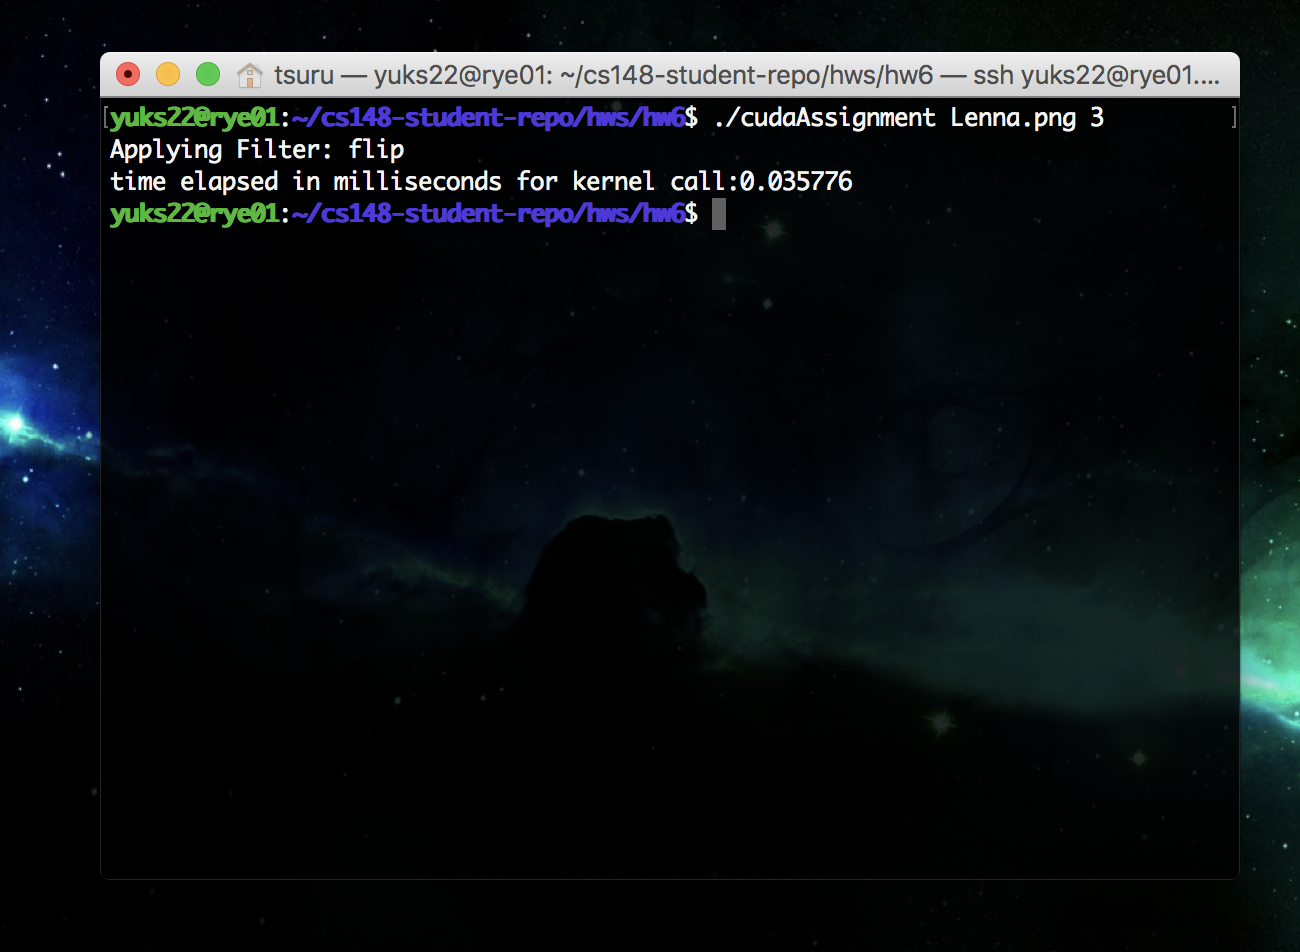 tsuru — yuks22@rye01: ~/cs148-student-repo/hws/hw6 — ssh yuks22@rye01....
[yuks22@rye01:~/cs148-student-repo/hws/hw6$ ./cudaAssignment Lenna.png 3 ]
Applying Filter: flip
time elapsed in milliseconds for kernel call:0.035776
yuks22@rye01:~/cs148-student-repo/hws/hw6$